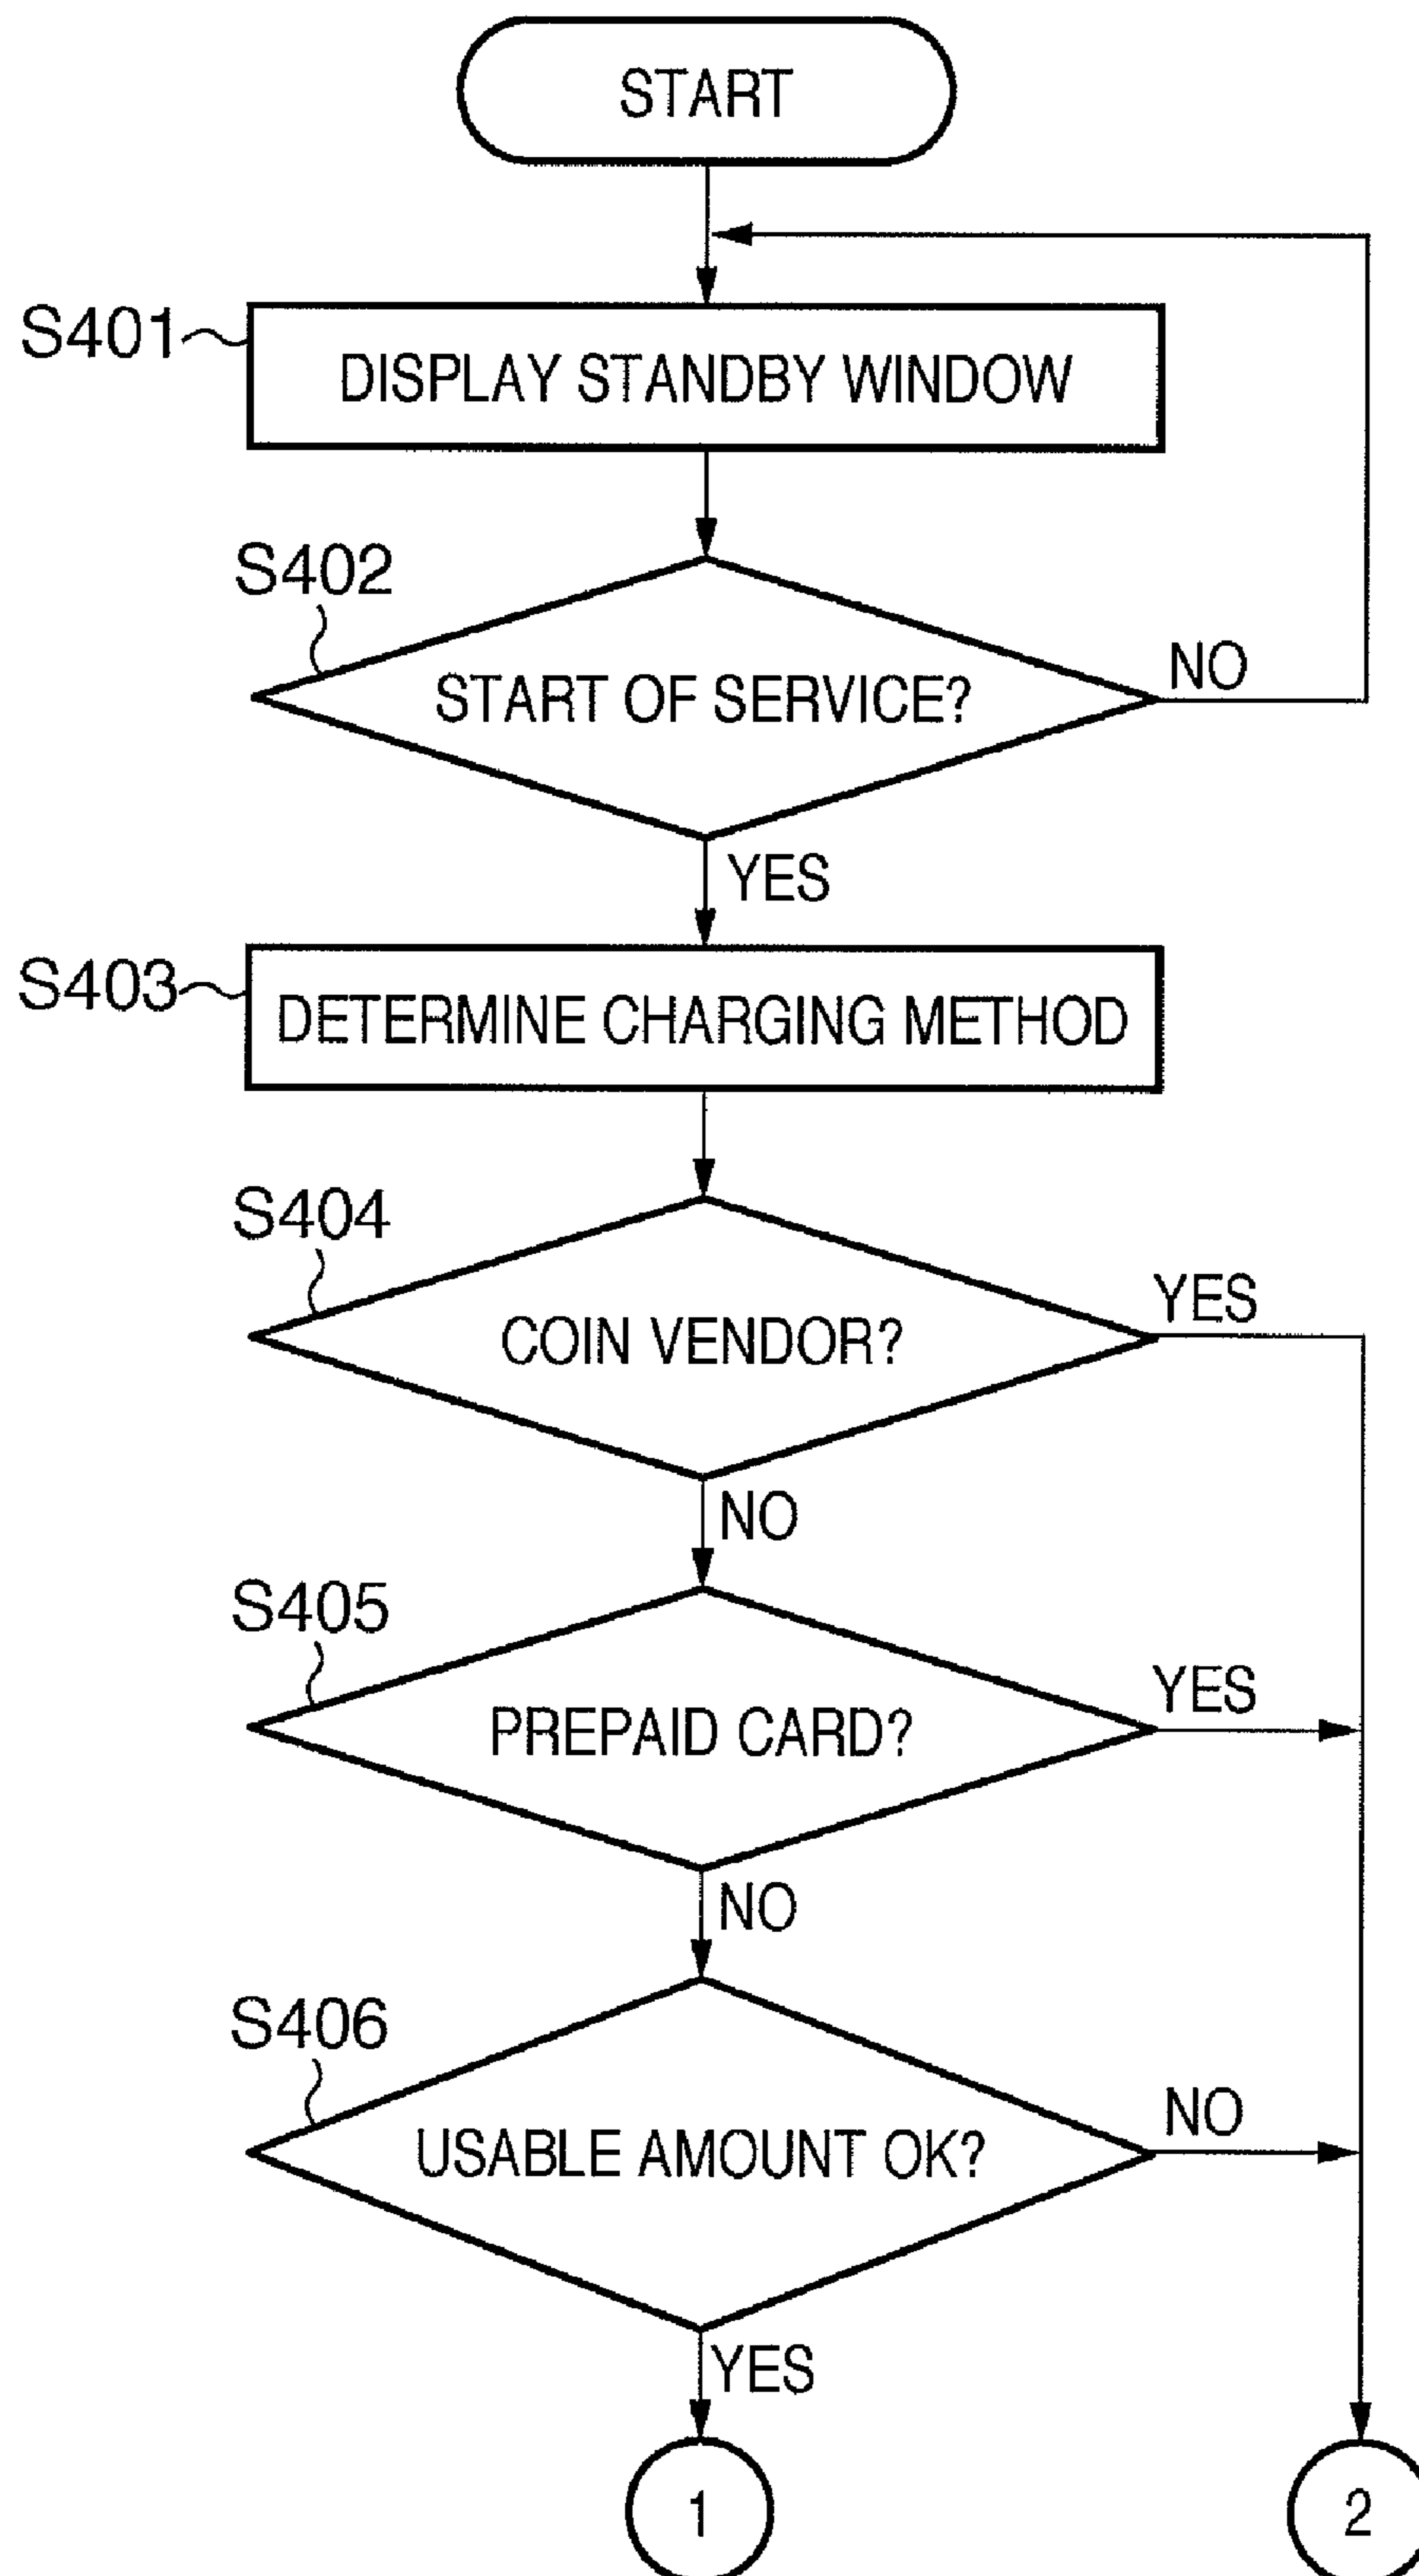 START
S401
DISPLAY STANDBY WINDOW
S402
START OF SERVICE?
NO
YES
S403
DETERMINE CHARGING METHOD
S404
COIN VENDOR?
YES
NO
S405
PREPAID CARD?
YES
NO
S406
USABLE AMOUNT OK?
NO
YES
1
2